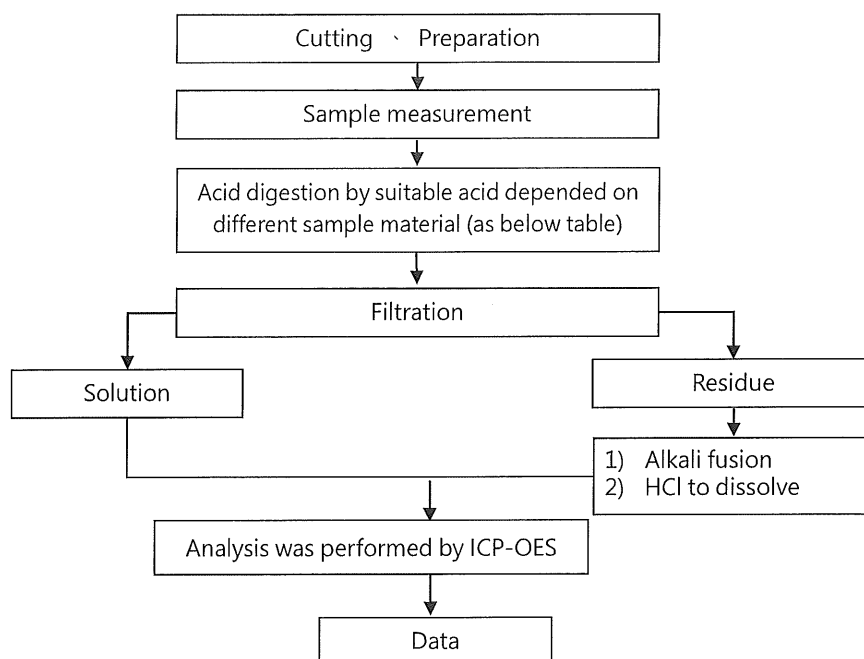 Cutting 、 Preparation
Sample measurement
Acid digestion by suitable acid depended on
different sample material (as below table)
Filtration
Solution
Residue
1) Alkali fusion
2) HCl to dissolve
Analysis was performed by ICP-OES
Data